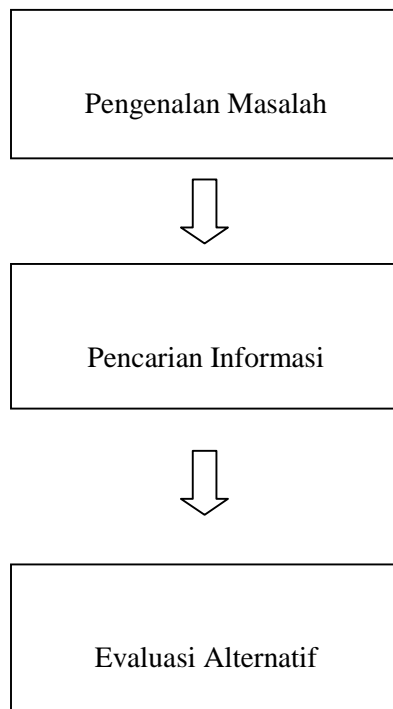 Pengenalan Masalah
Pencarian Informasi
Evaluasi Alternatif